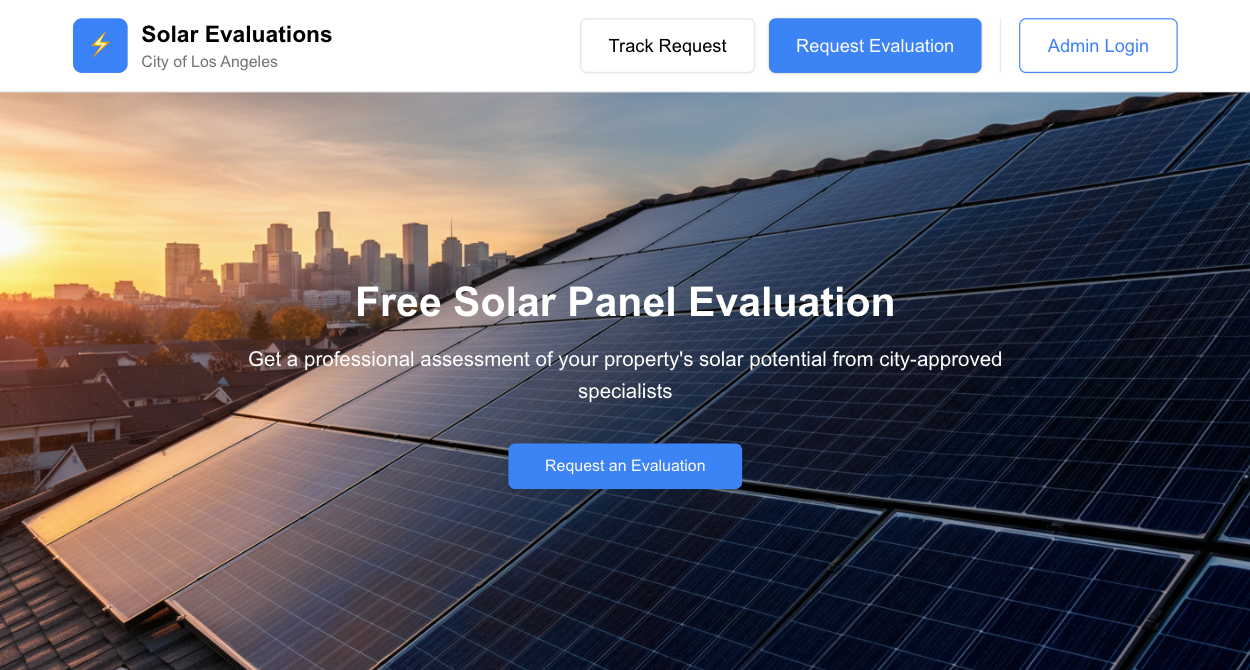 Solar Evaluations
City of Los Angeles
Track Request
Request Evaluation
Admin Login
Free Solar Panel Evaluation
Get a professional assessment of your property's solar potential from city-approved
specialists
Request an Evaluation